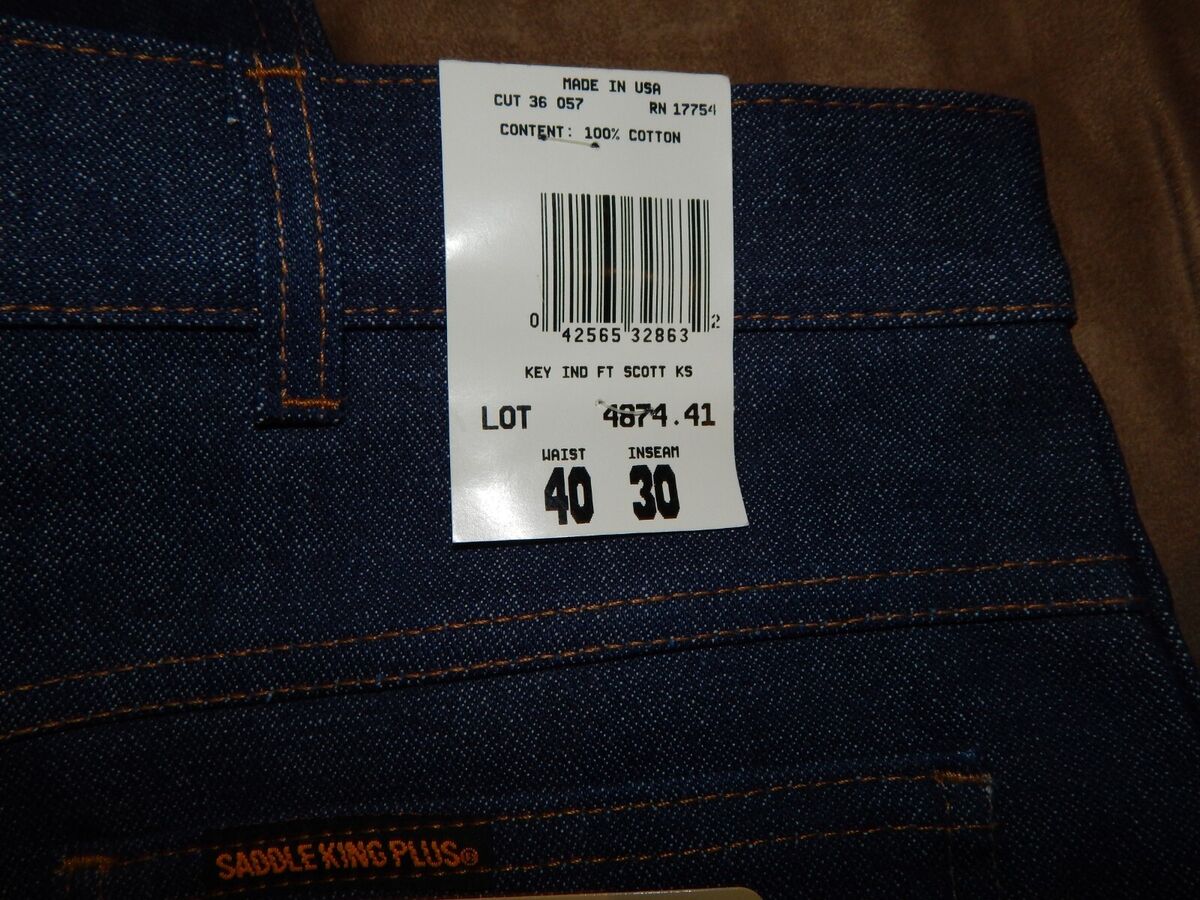 MADE IN USA
CUT 36 057 RN 17754
CONTENT: 100% COTTON
0 42565 32863 2
KEY IND FT SCOTT KS
LOT 4874.41
WAIST INSEAM
40 30
SADDLE KING PLUS®